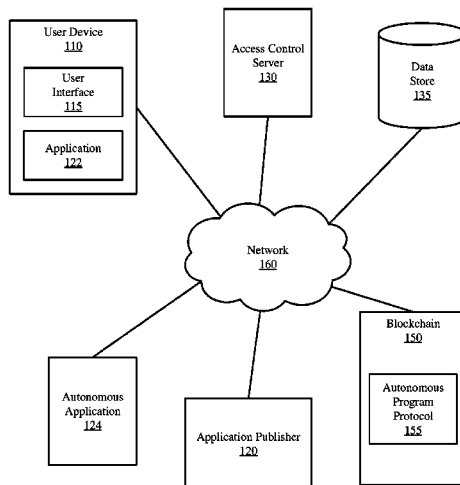 User Device
110
User
Interface
115
Application
122
Access Control
Server
130
Data
Store
135
Network
160
Autonomous
Application
124
Application Publisher
120
Blockchain
150
Autonomous
Program
Protocol
155